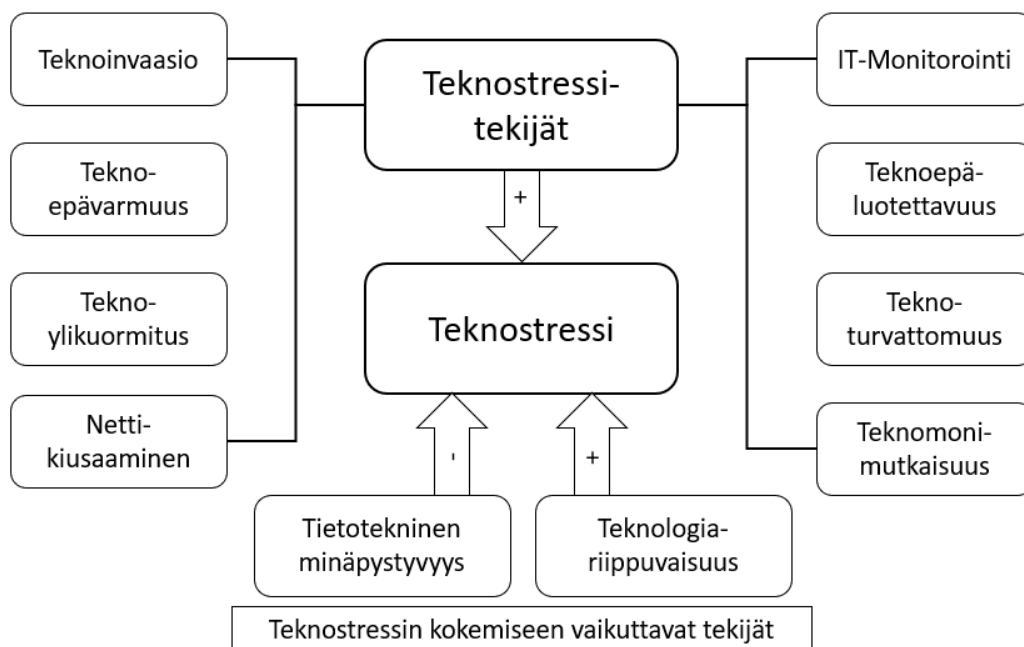 Teknoinvaasio
Tekno-
epävarmuus
Tekno-
ylikuormitus
Netti-
kiusaaminen
Teknostressi-
tekijät
+
Teknostressi
-
+
Tietotekninen
minäpystyvyys
Teknologia-
riippuvaisuus
Teknostressin kokemiseen vaikuttavat tekijät
IT-Monitorointi
Teknoepä-
luotettavuus
Tekno-
turvattomuus
Teknomoni-
mutkaisuus